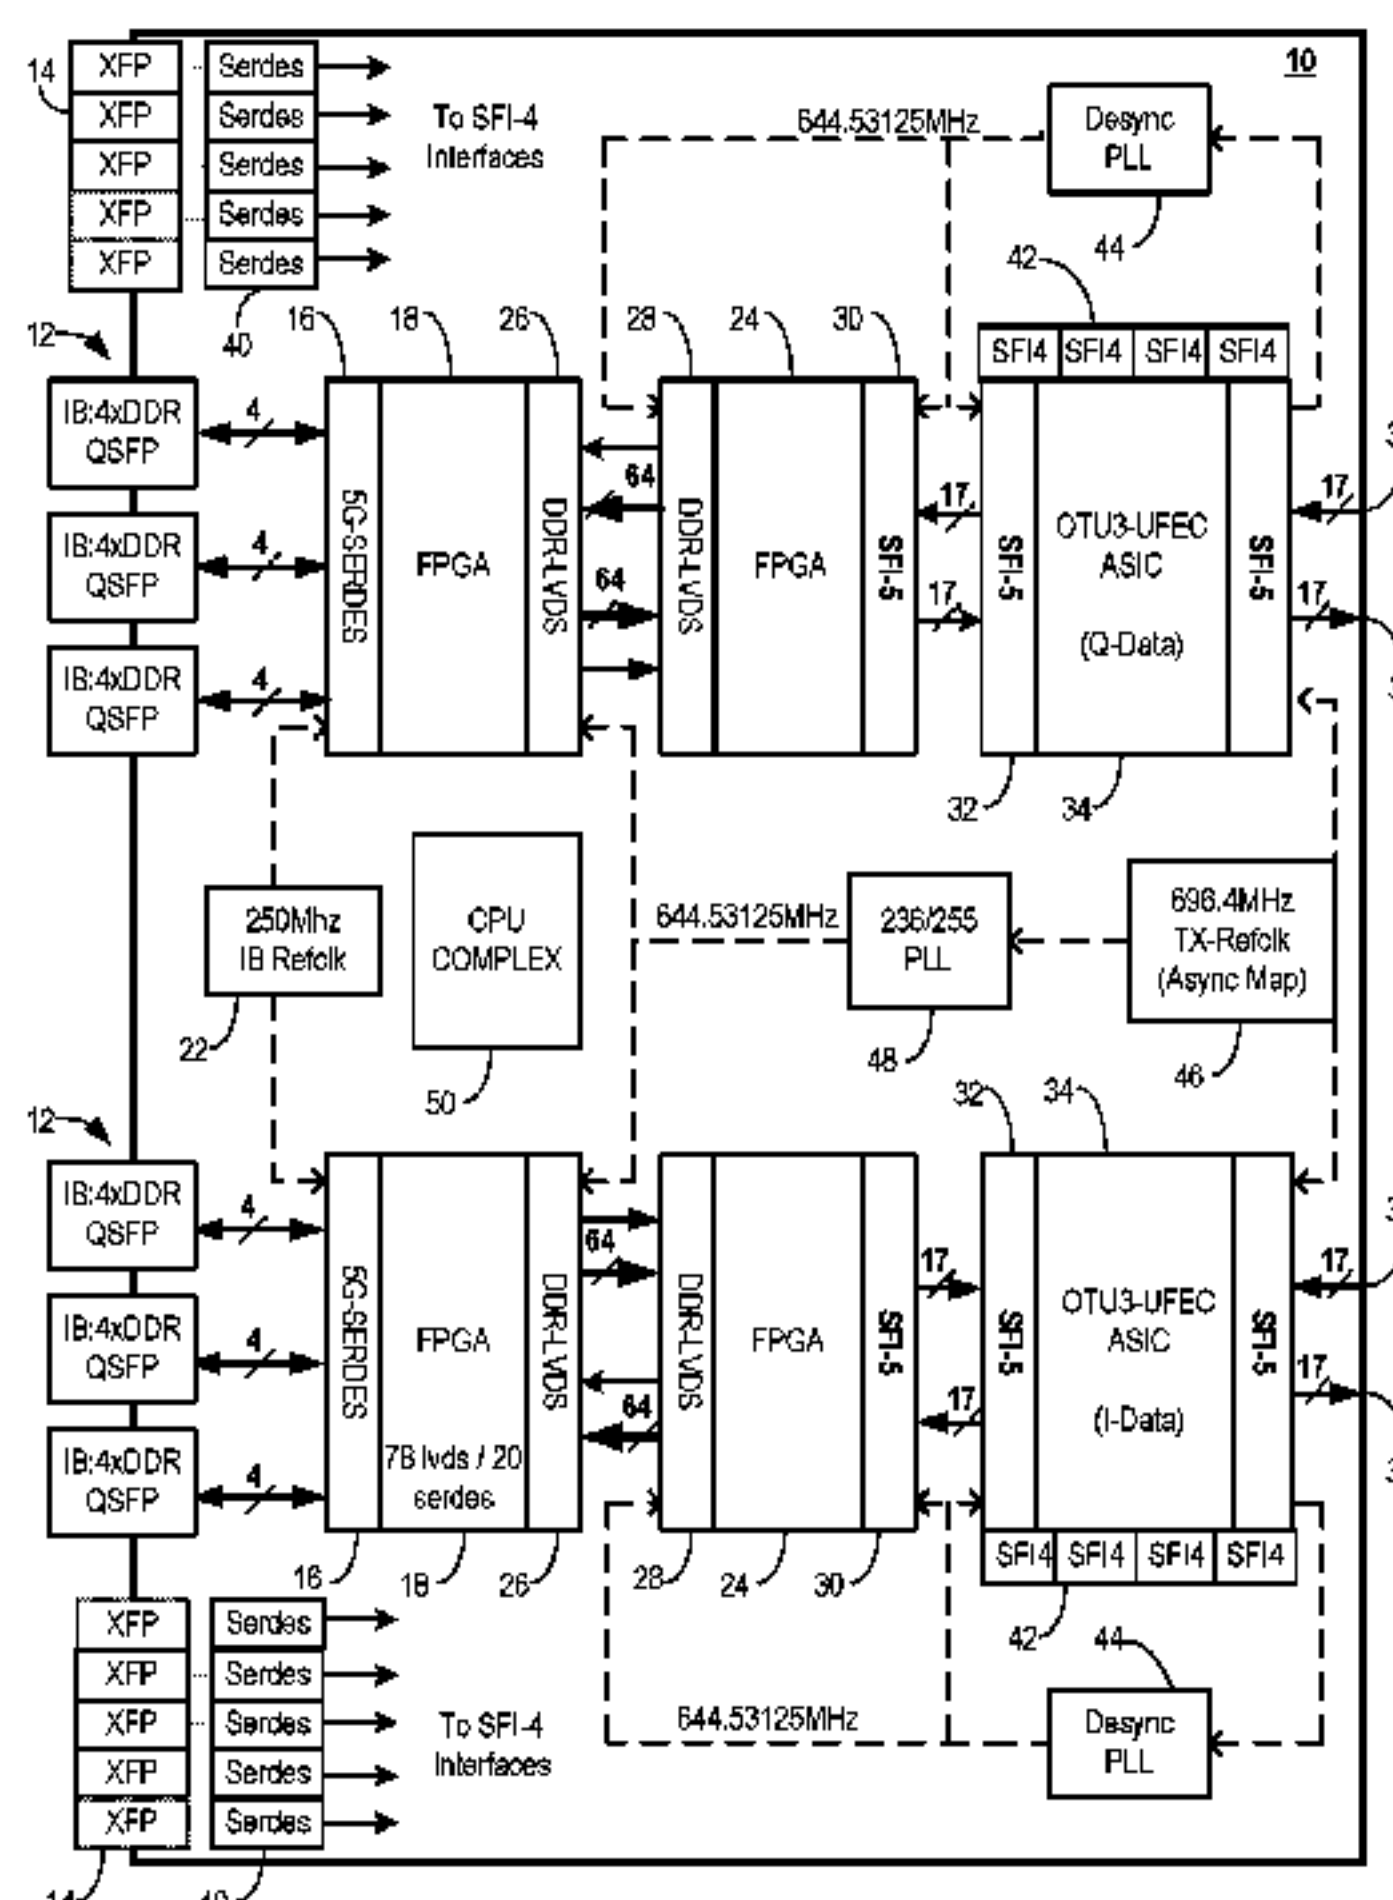 10
14
XFP
Serdes
XFP
Serdes
XFP
Serdes
XFP
Serdes
XFP
Serdes
To SFI-4
Interfaces
644.53125MHz
Desync
PLL
44
42
40
12
16
18
26
28
24
30
SFI4
SFI4
SFI4
SFI4
IB:4xDDR
QSFP
4
IB:4xDDR
QSFP
4
IB:4xDDR
QSFP
4
5G-SERDES
FPGA
DDR-LVDS
64
64
DDR-LVDS
FPGA
SFI-5
17
17
SFI-5
OTU3-UFEC
ASIC
(Q-Data)
SFI-5
17
17
32
34
250Mhz
IB Refclk
22
CPU
COMPLEX
50
644.53125MHz
236/255
PLL
48
696.4MHz
TX-Refclk
(Async Map)
46
12
32
34
IB:4xDDR
QSFP
4
IB:4xDDR
QSFP
4
IB:4xDDR
QSFP
4
5G-SERDES
FPGA
78 lvds / 20
serdes
DDR-LVDS
64
64
DDR-LVDS
FPGA
SFI-5
17
17
SFI-5
OTU3-UFEC
ASIC
(I-Data)
SFI-5
17
17
SFI4
SFI4
SFI4
SFI4
16
18
26
28
24
30
42
44
XFP
Serdes
XFP
Serdes
XFP
Serdes
XFP
Serdes
XFP
Serdes
To SFI-4
Interfaces
644.53125MHz
Desync
PLL